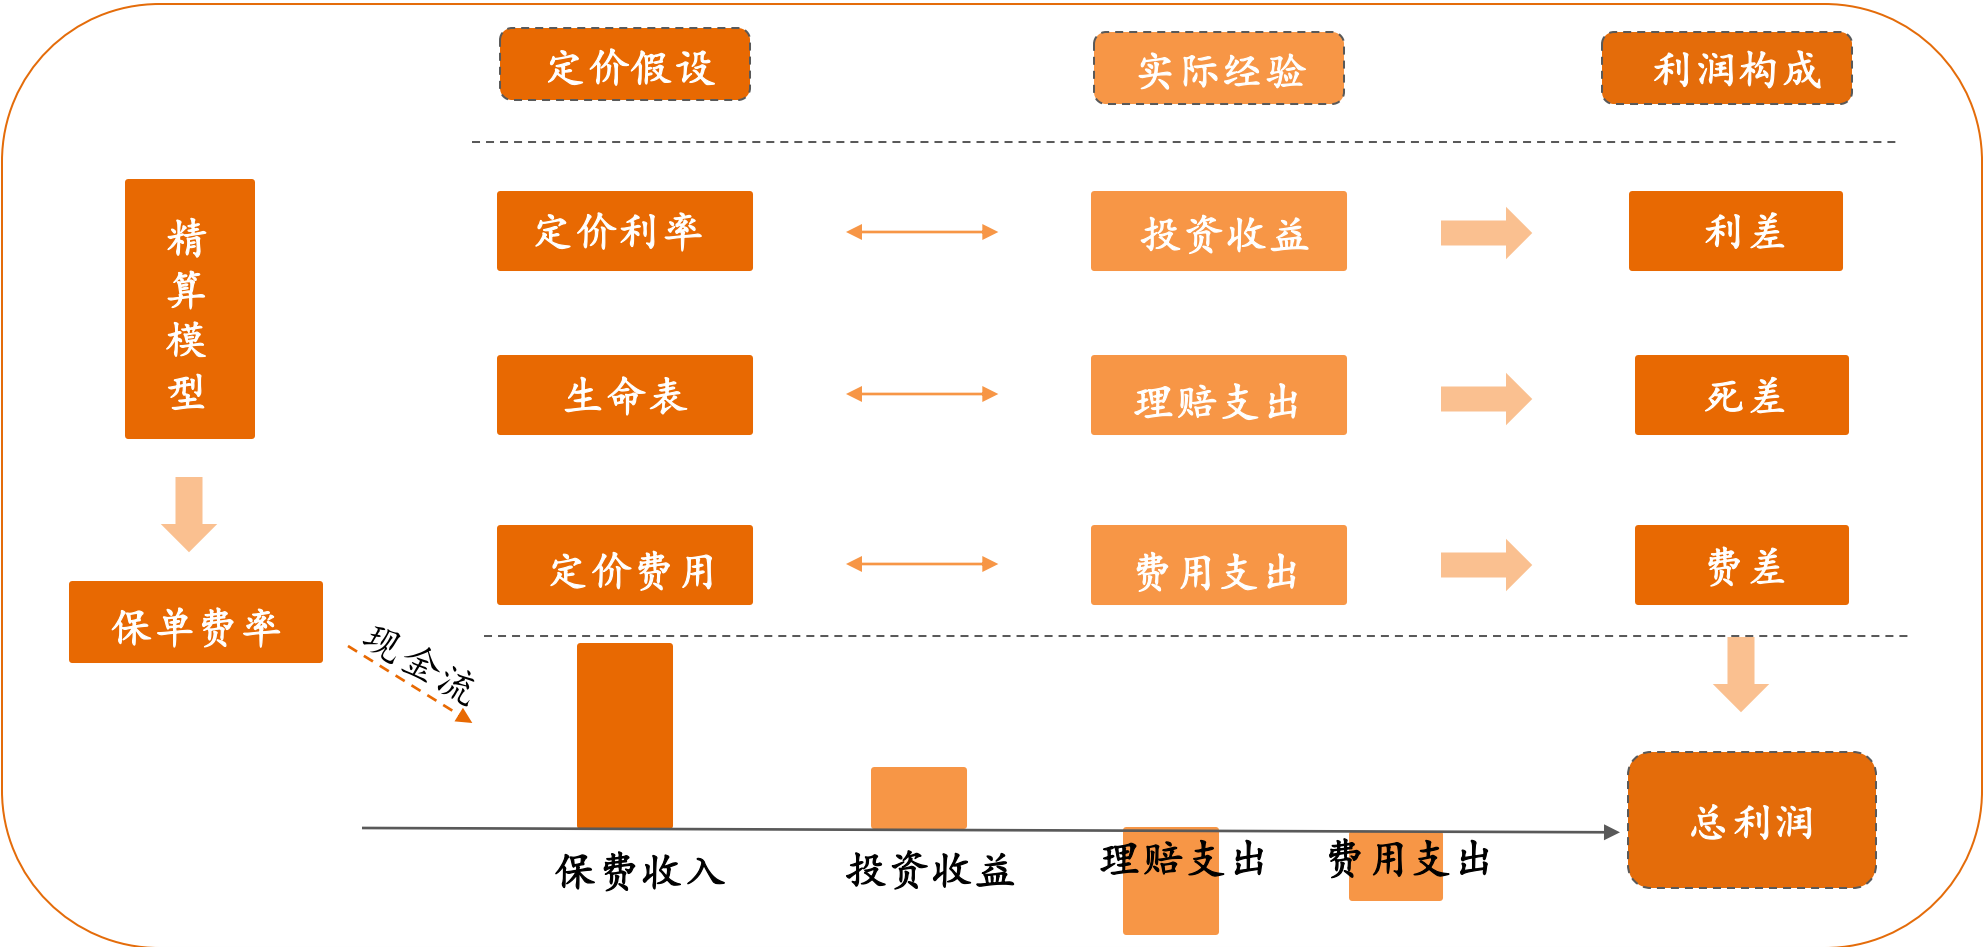 定价假设
实际经验
利润构成
精算模型
定价利率
投资收益
利差
生命表
理赔支出
死差
定价费用
费用支出
费差
保单费率
现金流
总利润
保费收入
投资收益
理赔支出
费用支出